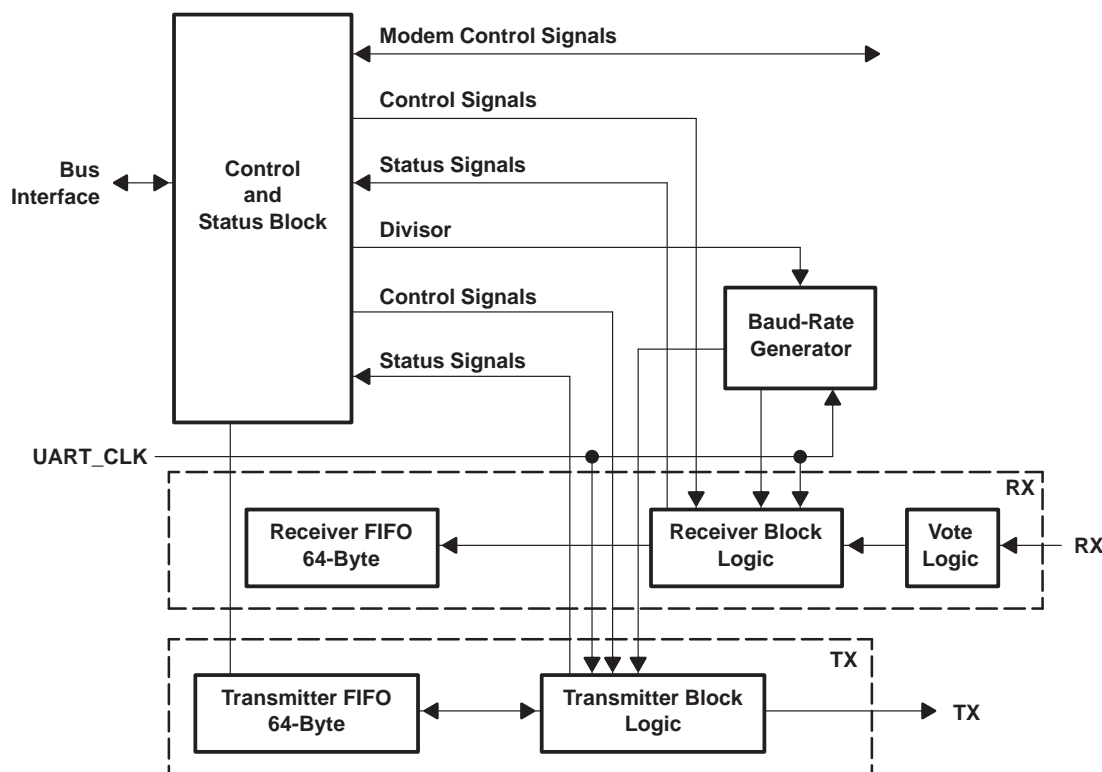 Modem Control Signals
Control Signals
Bus
Interface
Control
and
Status Block
Status Signals
Divisor
Control Signals
Baud-Rate
Generator
Status Signals
UART_CLK
RX
Receiver FIFO
64-Byte
Receiver Block
Logic
Vote
Logic
RX
TX
Transmitter FIFO
64-Byte
Transmitter Block
Logic
TX